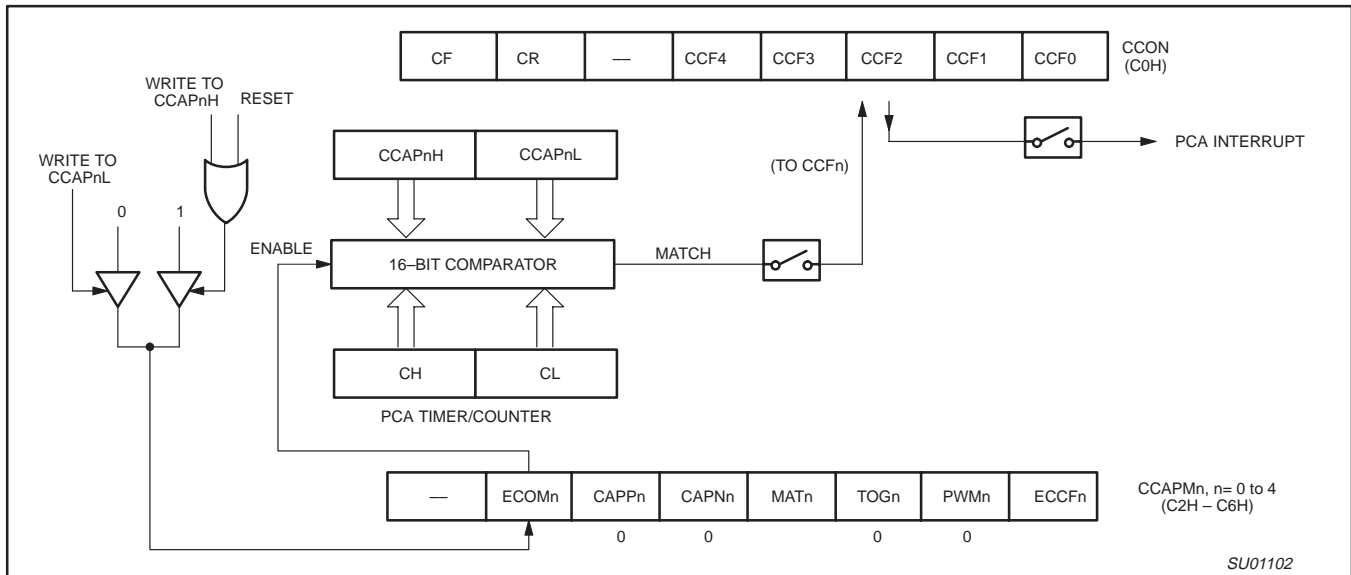 CF CR — CCF4 CCF3 CCF2 CCF1 CCF0
CCON
(C0H)
WRITE TO
CCAPnH
RESET
WRITE TO
CCAPnL
0 1
CCAPnH CCAPnL
(TO CCFn)
PCA INTERRUPT
ENABLE
16–BIT COMPARATOR
MATCH
CH CL
PCA TIMER/COUNTER
— ECOMn CAPPn CAPNn MATn TOGn PWMn ECCFn
0 0 0 0
CCAPMn, n= 0 to 4
(C2H – C6H)
SU01102